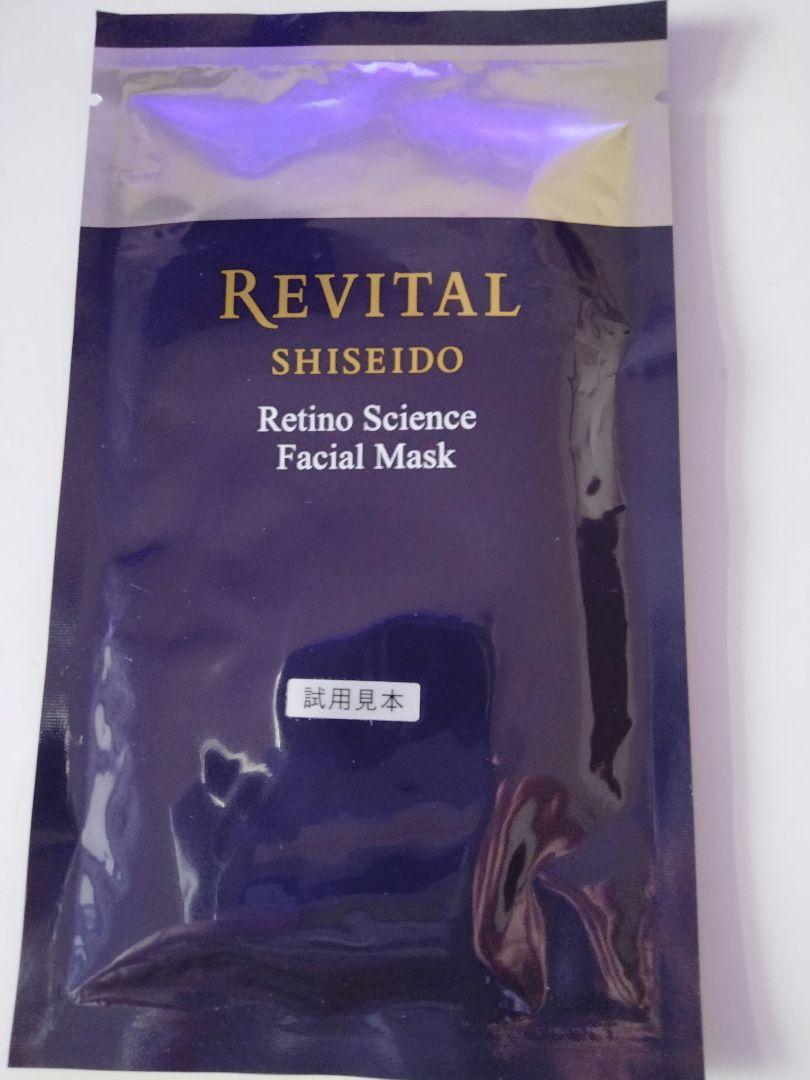 REVITAL
SHISEIDO
Retino Science
Facial Mask
試用見本